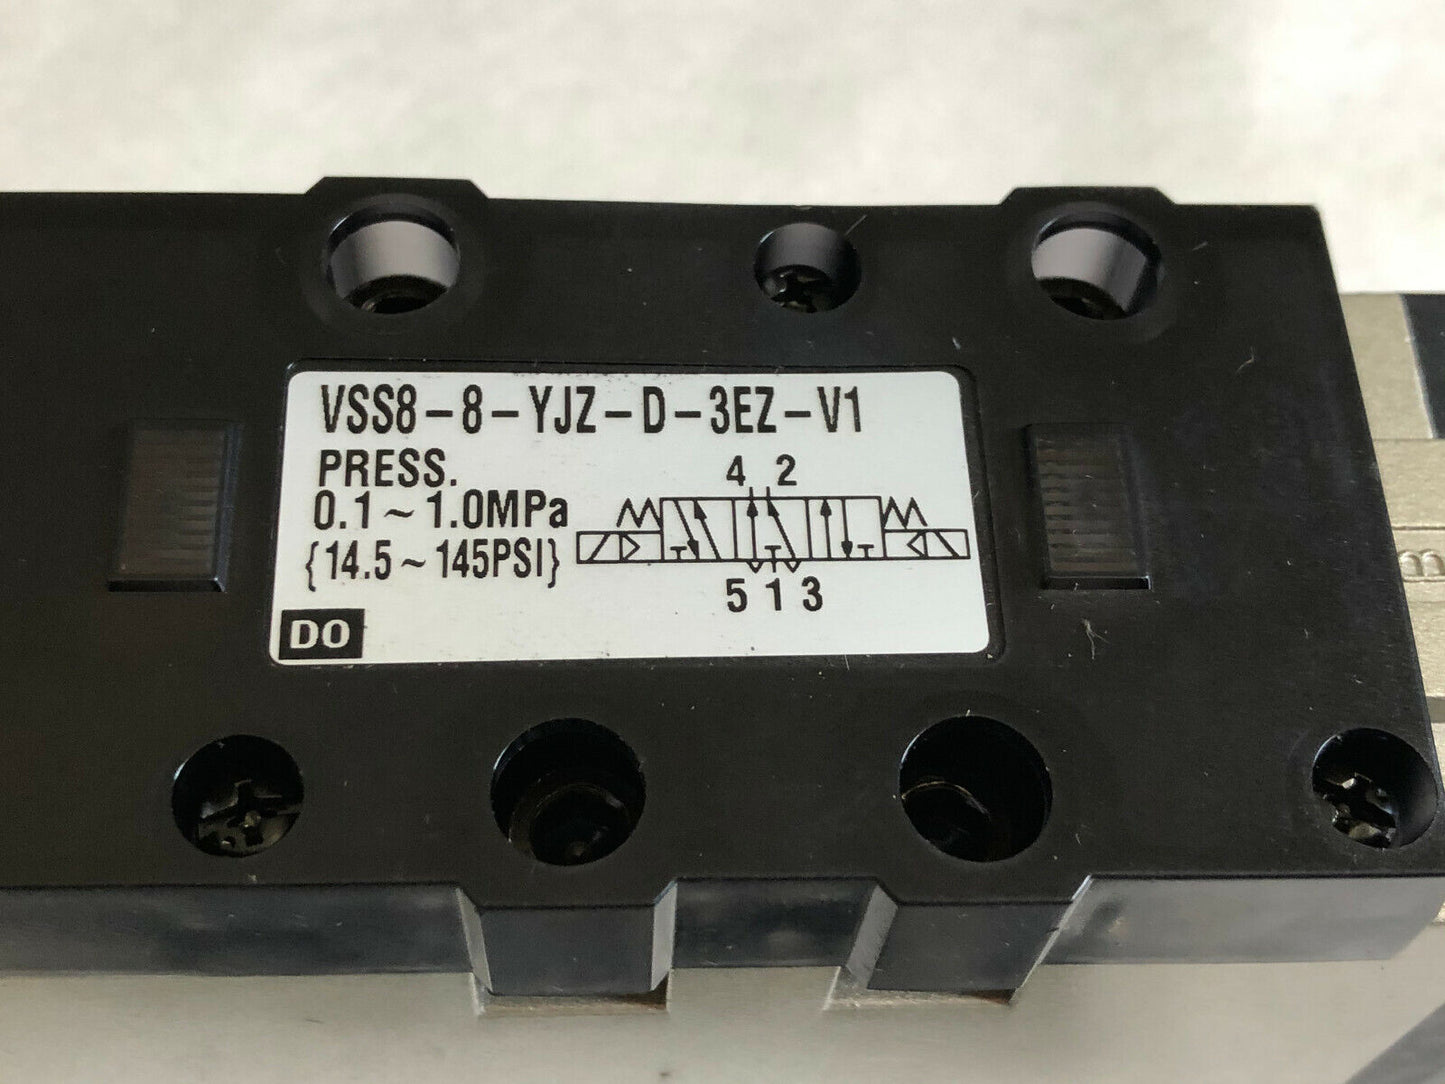 VSS8-8-YJZ-D-3EZ-V1
PRESS.
0.1~1.0MPa
{14.5~145PSI}
4 2
5 1 3
DO
m